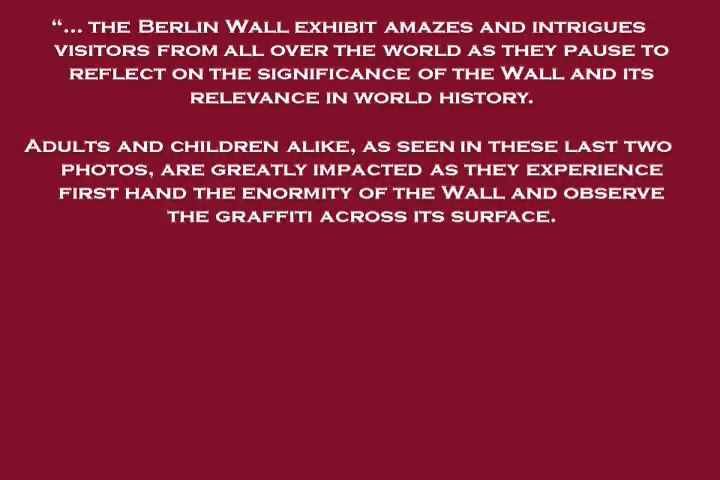 “... the Berlin Wall exhibit amazes and intrigues
visitors from all over the world as they pause to
reflect on the significance of the Wall and its
relevance in world history.
Adults and children alike, as seen in these last two
photos, are greatly impacted as they experience
first hand the enormity of the Wall and observe
the graffiti across its surface.